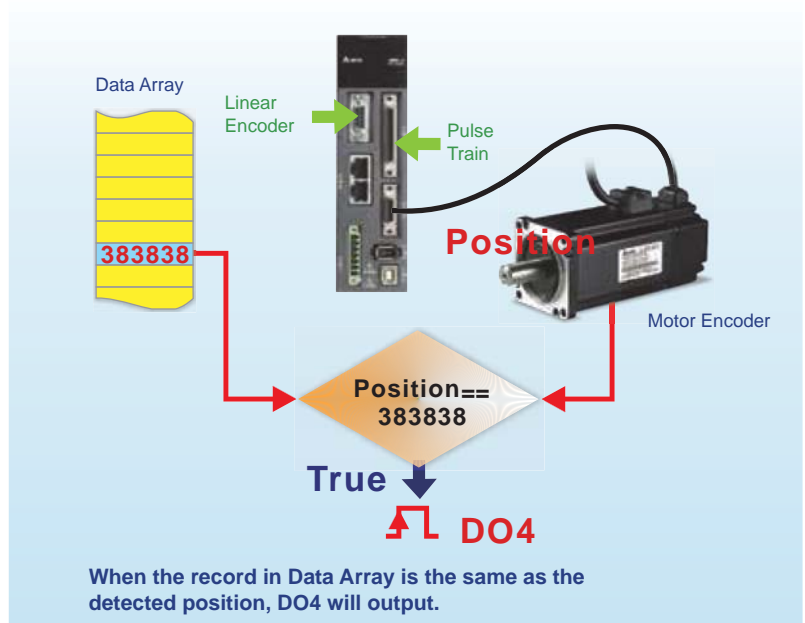 Data Array
Linear
Encoder
Pulse
Train
Position
383838
Motor Encoder
Position==
383838
True
DO4
When the record in Data Array is the same as the
detected position, DO4 will output.